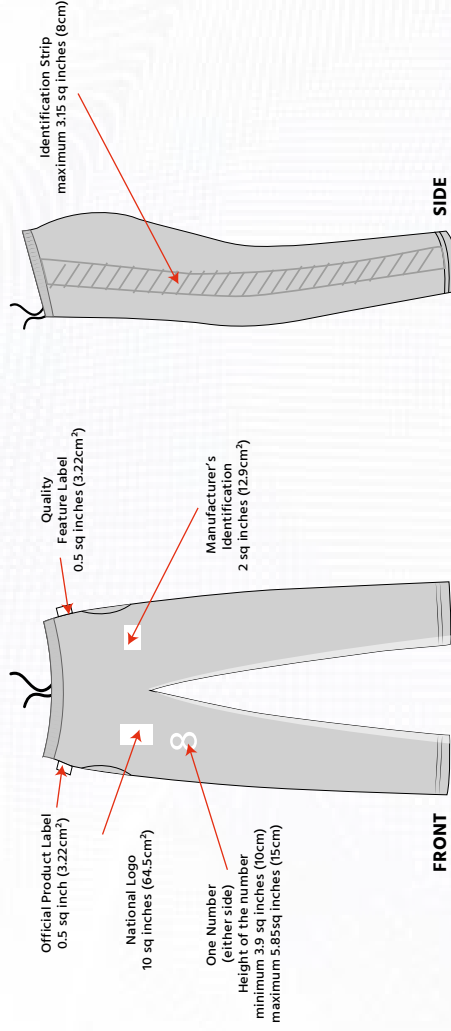 Identification Strip
maximum 3.15 sq inches (8cm)
SIDE
Quality
Feature Label
0.5 sq inches (3.22cm²)
Manufacturer's
Identification
2 sq inches (12.9cm²)
Official Product Label
0.5 sq inch (3.22cm²)
National Logo
10 sq inches (64.5cm²)
One Number
(either side)
Height of the number
minimum 3.9 sq inches (10cm)
maximum 5.85sq inches (15cm)
8
FRONT